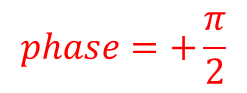 phase = +π/2